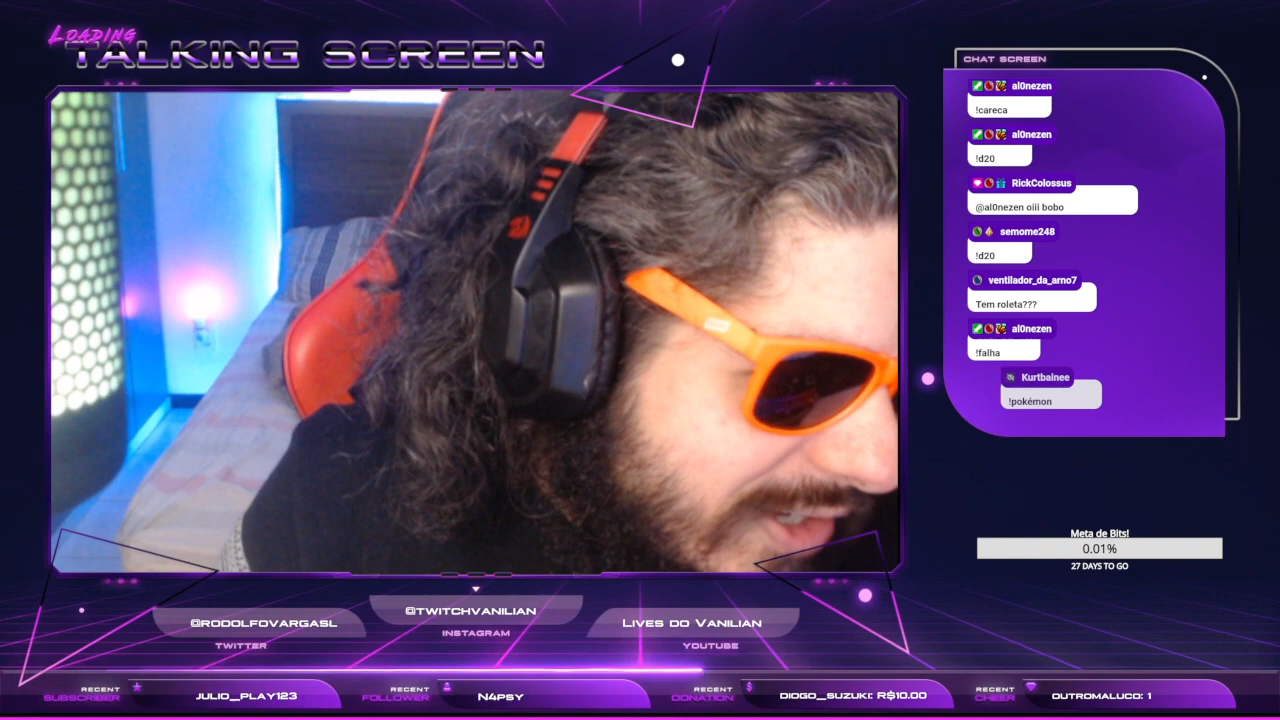 LOADING
TALKING SCREEN
CHAT SCREEN
al0nezen
!careca
al0nezen
!d20
RickColossus
@al0nezen oiii bobo
semome248
!d20
ventilador_da_arno7
Tem roleta???
al0nezen
!falha
Kurtbainee
!pokémon
Meta de Bits!
0.01%
27 DAYS TO GO
@RODOLFOVARGASL
TWITTER
@TWITCHVANILIAN
INSTAGRAM
LIVES DO VANILIAN
YOUTUBE
RECENT
SUBSCRIBER
JULIO_PLAY123
RECENT
FOLLOWER
N4PSY
RECENT
DONATION
DIOGO_SUZUKI: R$10.00
RECENT
CHEER
OUTROMALUCO: 1